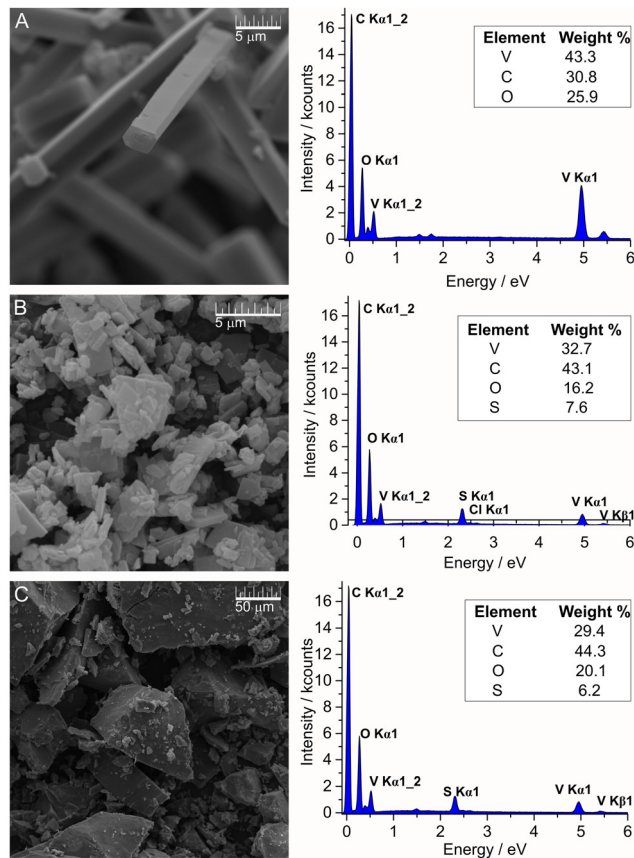 A
5 µm
C Kα1_2
O Kα1
V Kα1_2
V Kα1
Element Weight %
V 43.3
C 30.8
O 25.9
Intensity / kcounts
16
14
12
10
8
6
4
2
0
0 1 2 3 4 5 6
Energy / eV
B
5 µm
C Kα1_2
O Kα1
V Kα1_2
S Kα1
Cl Kα1
V Kα1
V Kβ1
Element Weight %
V 32.7
C 43.1
O 16.2
S 7.6
Intensity / kcounts
16
14
12
10
8
6
4
2
0
0 1 2 3 4 5 6
Energy / eV
C
50 µm
C Kα1_2
O Kα1
V Kα1_2
S Kα1
V Kα1
V Kβ1
Element Weight %
V 29.4
C 44.3
O 20.1
S 6.2
Intensity / kcounts
16
14
12
10
8
6
4
2
0
0 1 2 3 4 5 6
Energy / eV